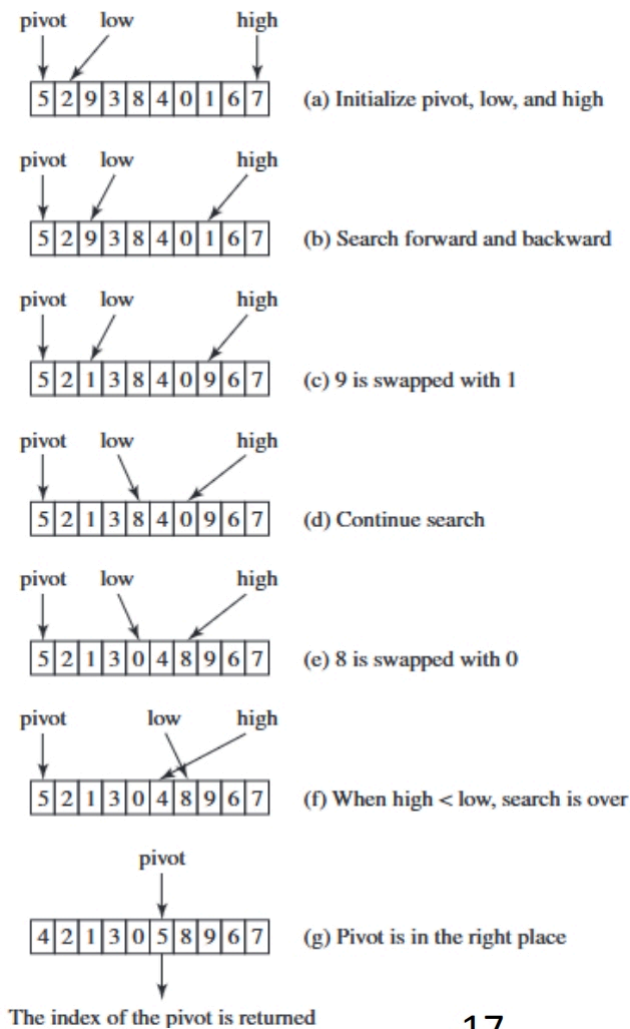 pivot low high
5 2 9 3 8 4 0 1 6 7 (a) Initialize pivot, low, and high
pivot low high
5 2 9 3 8 4 0 1 6 7 (b) Search forward and backward
pivot low high
5 2 1 3 8 4 0 9 6 7 (c) 9 is swapped with 1
pivot low high
5 2 1 3 8 4 0 9 6 7 (d) Continue search
pivot low high
5 2 1 3 0 4 8 9 6 7 (e) 8 is swapped with 0
pivot low high
5 2 1 3 0 4 8 9 6 7 (f) When high < low, search is over
pivot
4 2 1 3 0 5 8 9 6 7 (g) Pivot is in the right place
The index of the pivot is returned
17